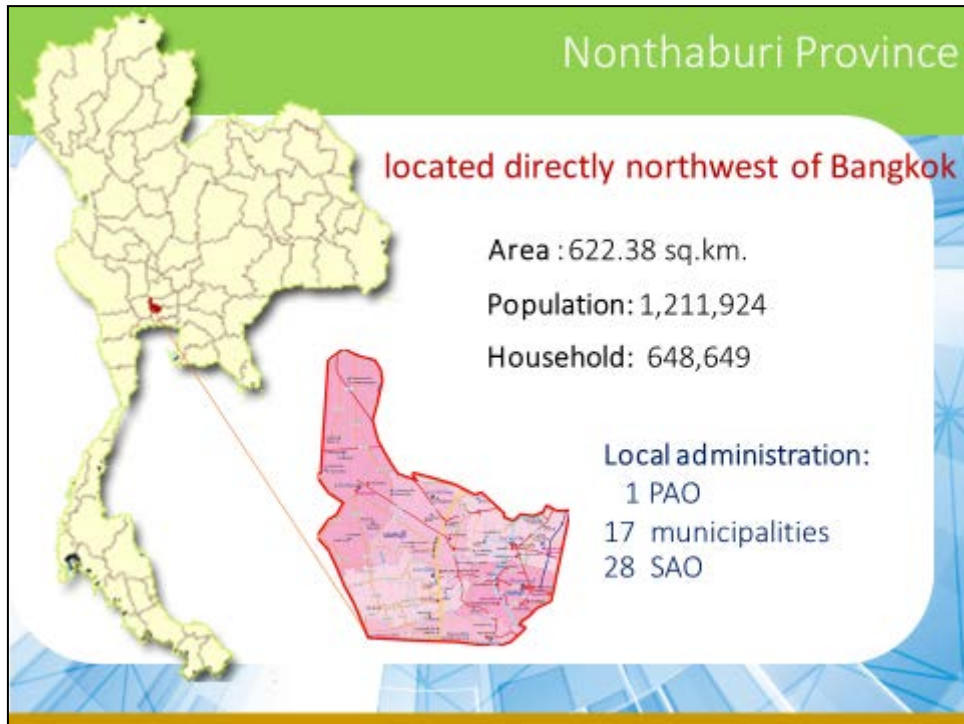 Nonthaburi Province
located directly northwest of Bangkok
Area : 622.38 sq.km.
Population: 1,211,924
Household: 648,649
Local administration:
1 PAO
17 municipalities
28 SAO